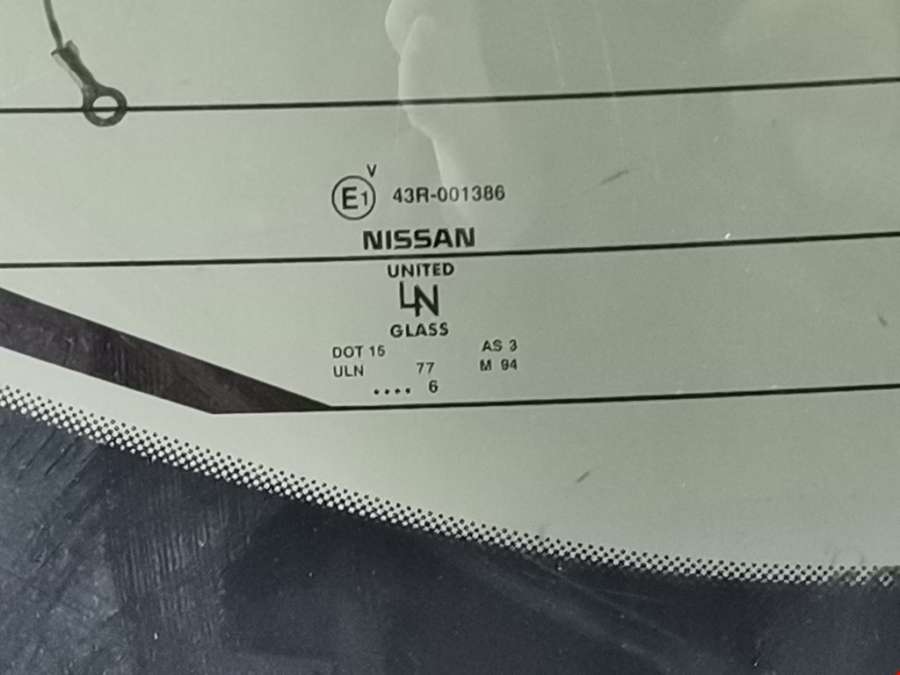 V
E1 43R-001386
NISSAN
UNITED
LN
GLASS
DOT 15 AS 3
ULN 77 M 94
.... 6